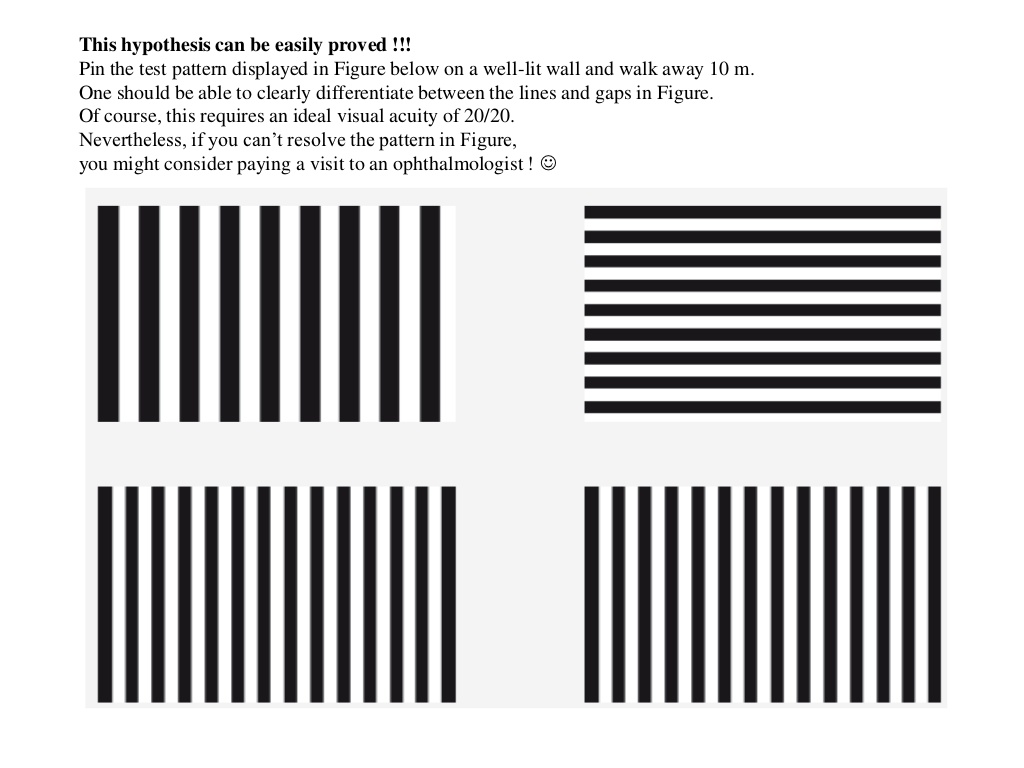 This hypothesis can be easily proved !!!
Pin the test pattern displayed in Figure below on a well-lit wall and walk away 10 m.
One should be able to clearly differentiate between the lines and gaps in Figure.
Of course, this requires an ideal visual acuity of 20/20.
Nevertheless, if you can’t resolve the pattern in Figure,
you might consider paying a visit to an ophthalmologist ! ☺